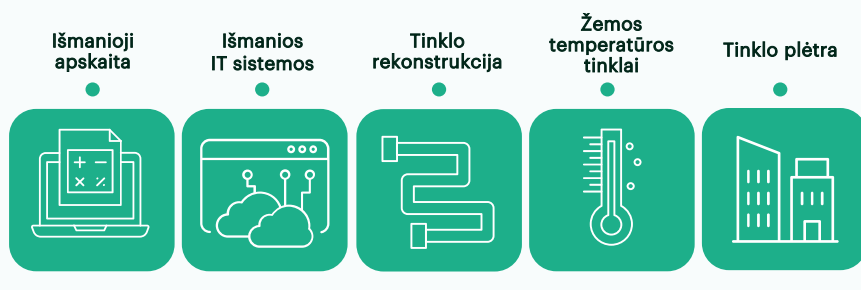 Išmanioji
apskaita
Išmanios
IT sistemos
Tinklo
rekonstrukcija
Žemos
temperatūros
tinklai
Tinklo plėtra